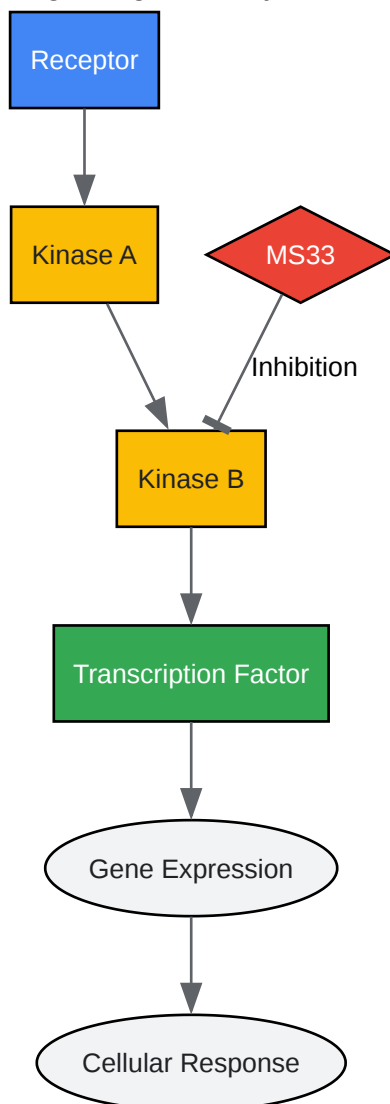 Receptor
Kinase A
MS33
Inhibition
Kinase B
Transcription Factor
Gene Expression
Cellular Response